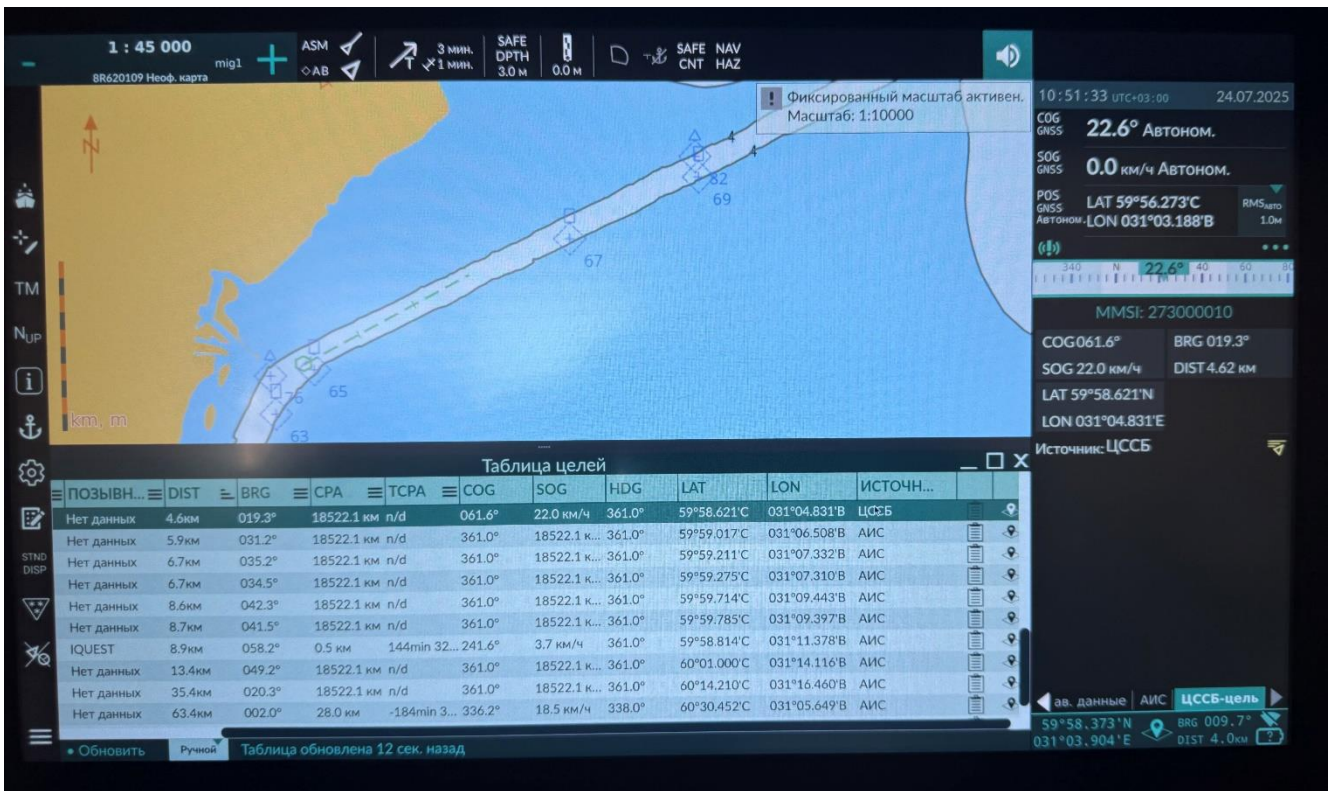 1 : 45 000
mig1
8R620109 Неоф. карта
ASM
AB
3 мин.
1 мин.
SAFE
DPTH
3.0 м
0.0 м
SAFE NAV
CNT HAZ
Фиксированный масштаб активен.
Масштаб: 1:10000
10:51:33 UTC+03:00 24.07.2025
COG
GNSS
22.6° Автоном.
SOG
GNSS
0.0 км/ч Автоном.
POS
GNSS
Автоном.
LAT 59°56.273'С
LON 031°03.188'В
RMS АВТО
1.0м
340 N 22.6° 40 60 80
MMSI: 273000010
COG 061.6° BRG 019.3°
SOG 22.0 км/ч DIST 4.62 км
LAT 59°58.621'N
LON 031°04.831'E
Источник: ЦССБ
N
TM
N UP
i
STND
DISP
4
4
82
69
67
65
76
63
km, m
Таблица целей
ПОЗЫВН... DIST BRG CPA TCPA COG SOG HDG LAT LON ИСТОЧН...
Нет данных 4.6км 019.3° 18522.1 км n/d 061.6° 22.0 км/ч 361.0° 59°58.621'С 031°04.831'В ЦССБ
Нет данных 5.9км 031.2° 18522.1 км n/d 361.0° 18522.1 к... 361.0° 59°59.017'С 031°06.508'В АИС
Нет данных 6.7км 035.2° 18522.1 км n/d 361.0° 18522.1 к... 361.0° 59°59.211'С 031°07.332'В АИС
Нет данных 6.7км 034.5° 18522.1 км n/d 361.0° 18522.1 к... 361.0° 59°59.275'С 031°07.310'В АИС
Нет данных 8.6км 042.3° 18522.1 км n/d 361.0° 18522.1 к... 361.0° 59°59.714'С 031°09.443'В АИС
Нет данных 8.7км 041.5° 18522.1 км n/d 361.0° 18522.1 к... 361.0° 59°59.785'С 031°09.397'В АИС
IQUEST 8.9км 058.2° 0.5 км 144min 32... 241.6° 3.7 км/ч 361.0° 59°58.814'С 031°11.378'В АИС
Нет данных 13.4км 049.2° 18522.1 км n/d 361.0° 18522.1 к... 361.0° 60°01.000'С 031°14.116'В АИС
Нет данных 35.4км 020.3° 18522.1 км n/d 361.0° 18522.1 к... 361.0° 60°14.210'С 031°16.460'В АИС
Нет данных 63.4км 002.0° 28.0 км -184min 3... 336.2° 18.5 км/ч 338.0° 60°30.452'С 031°05.649'В АИС
Обновить Ручной Таблица обновлена 12 сек. назад
ав. данные АИС ЦССБ-цель
59°58.373'N
031°03.904'E
BRG 009.7°
DIST 4.0км